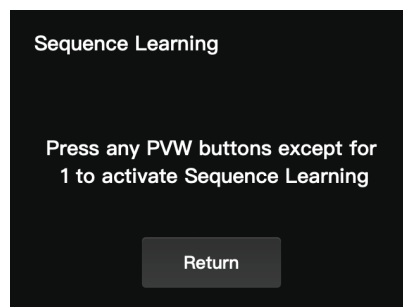 Sequence Learning
Press any PVW buttons except for
1 to activate Sequence Learning
Return